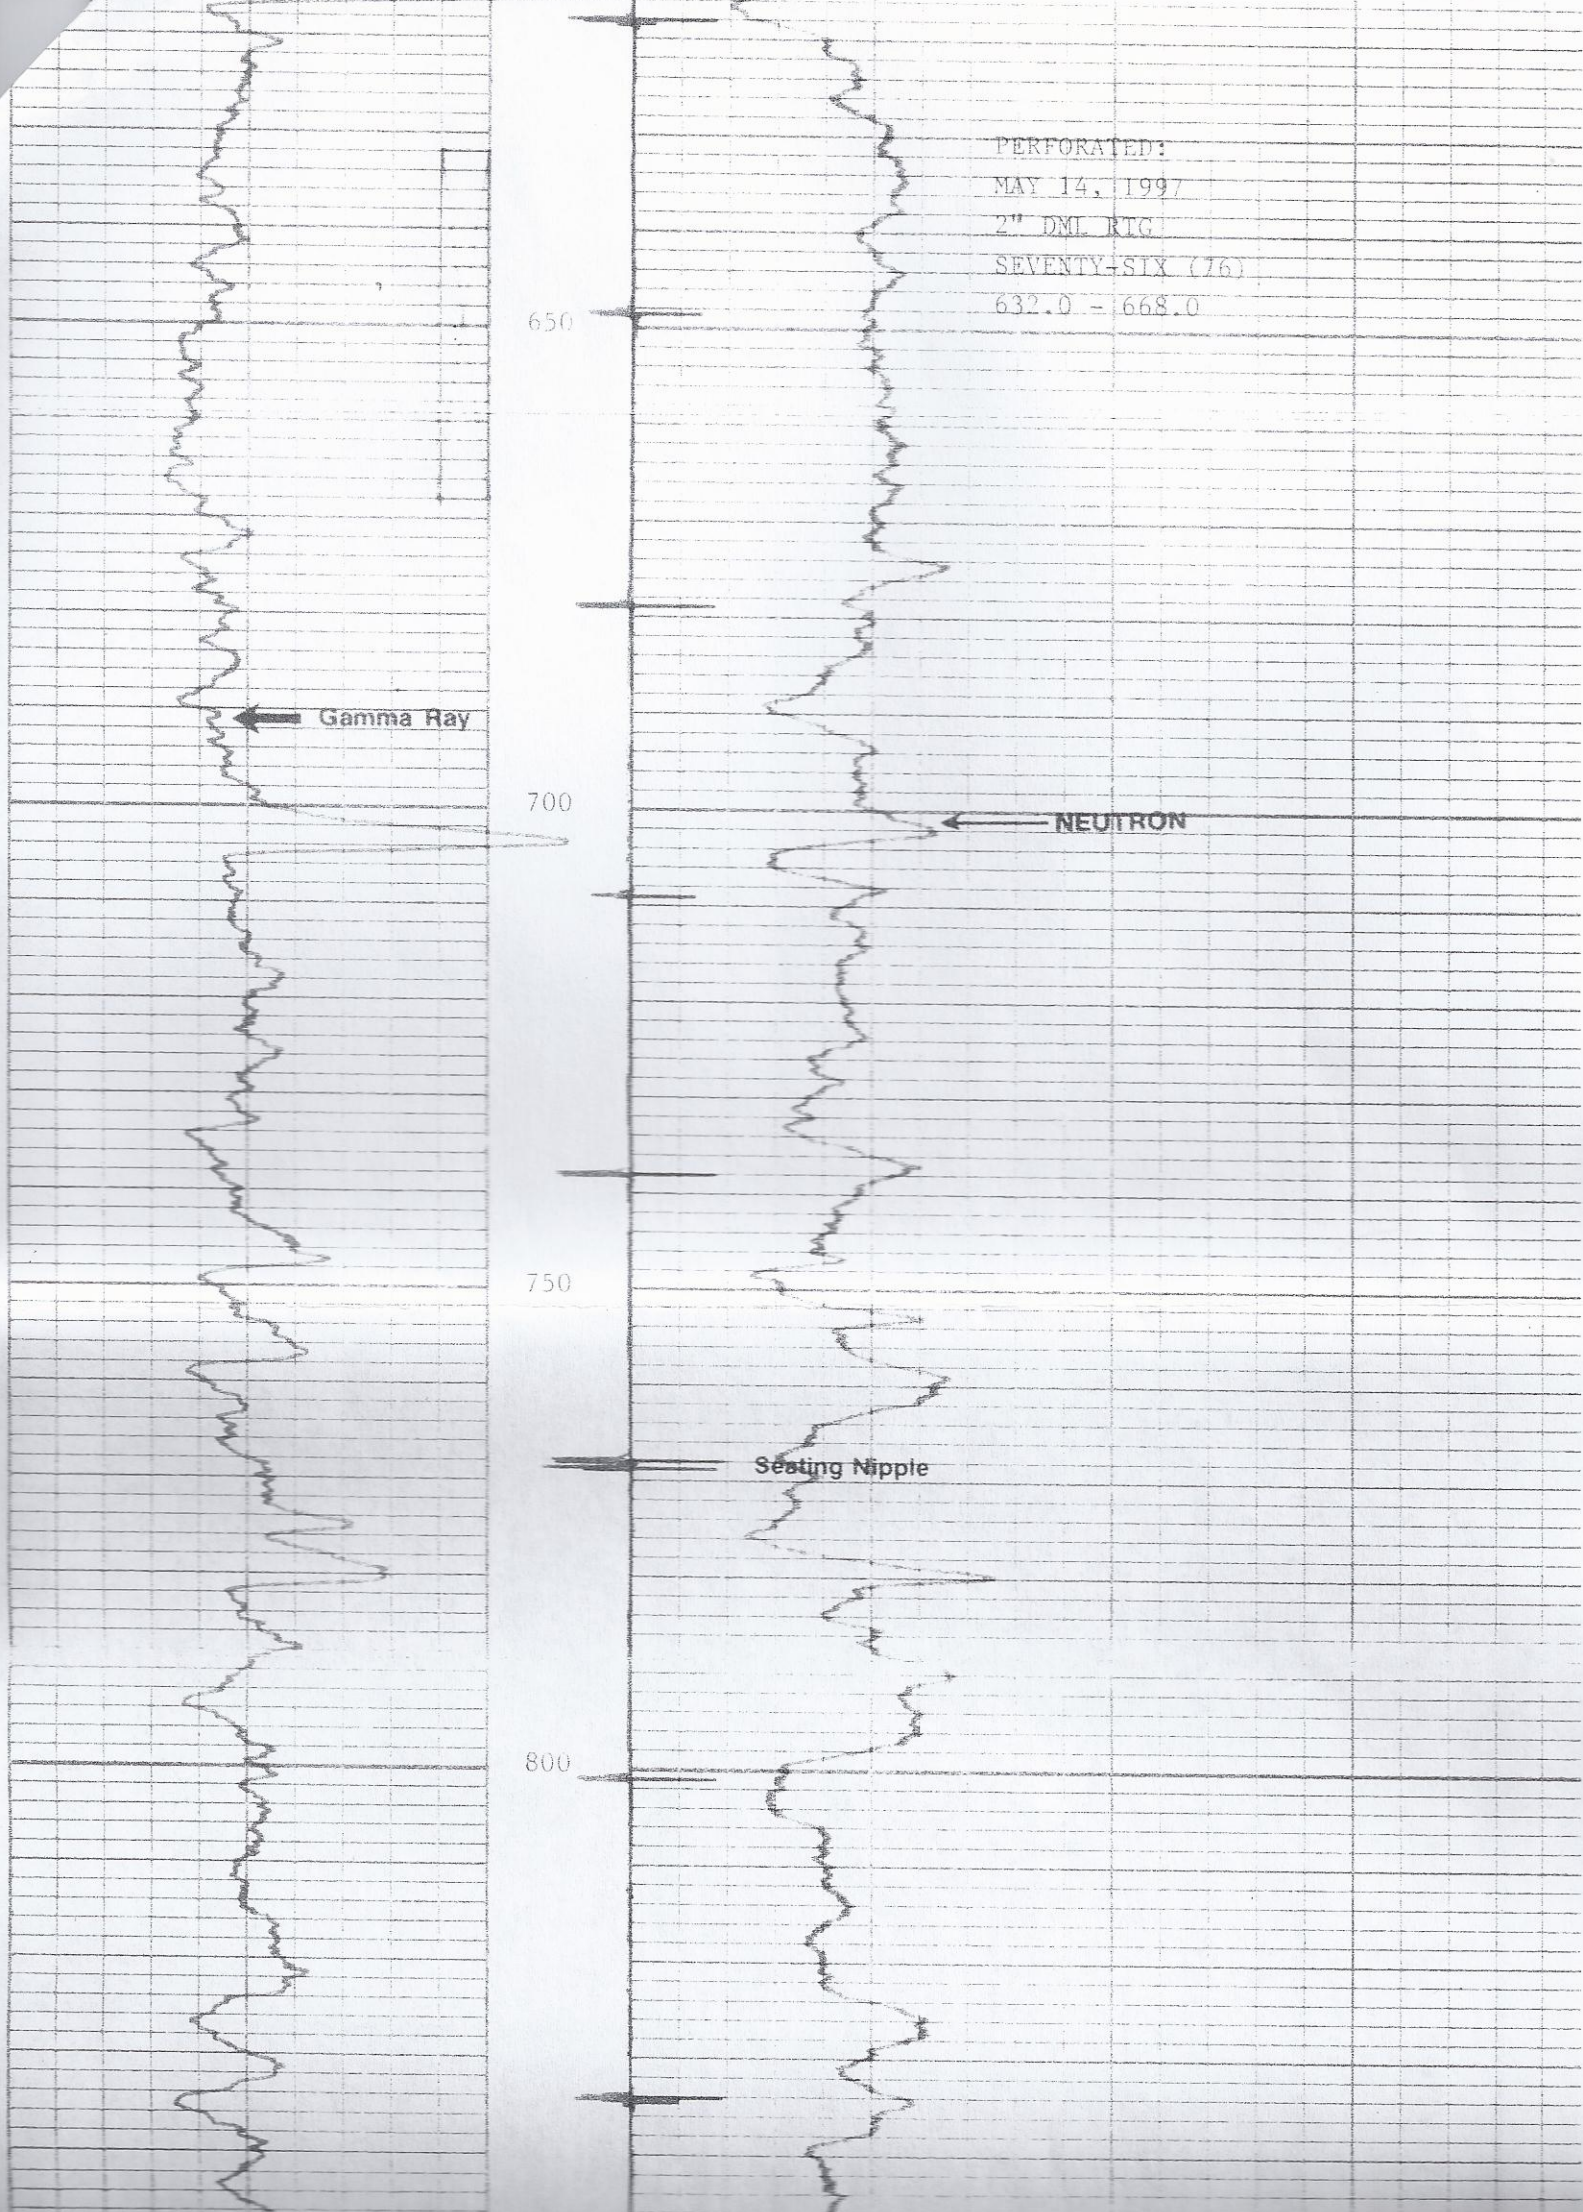 PERFORATED:
MAY 14, 1997
2" DML RTG
SEVENTY-SIX (76)
632.0 - 668.0
650
Gamma Ray
700
NEUTRON
750
Seating Nipple
800